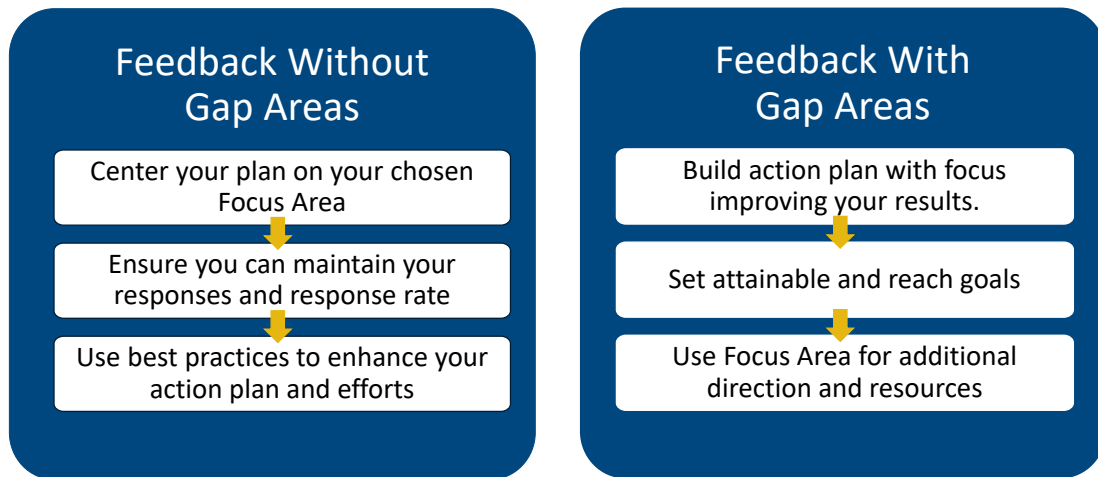 Feedback Without
Gap Areas
Center your plan on your chosen
Focus Area
Ensure you can maintain your
responses and response rate
Use best practices to enhance your
action plan and efforts
Feedback With
Gap Areas
Build action plan with focus
improving your results.
Set attainable and reach goals
Use Focus Area for additional
direction and resources